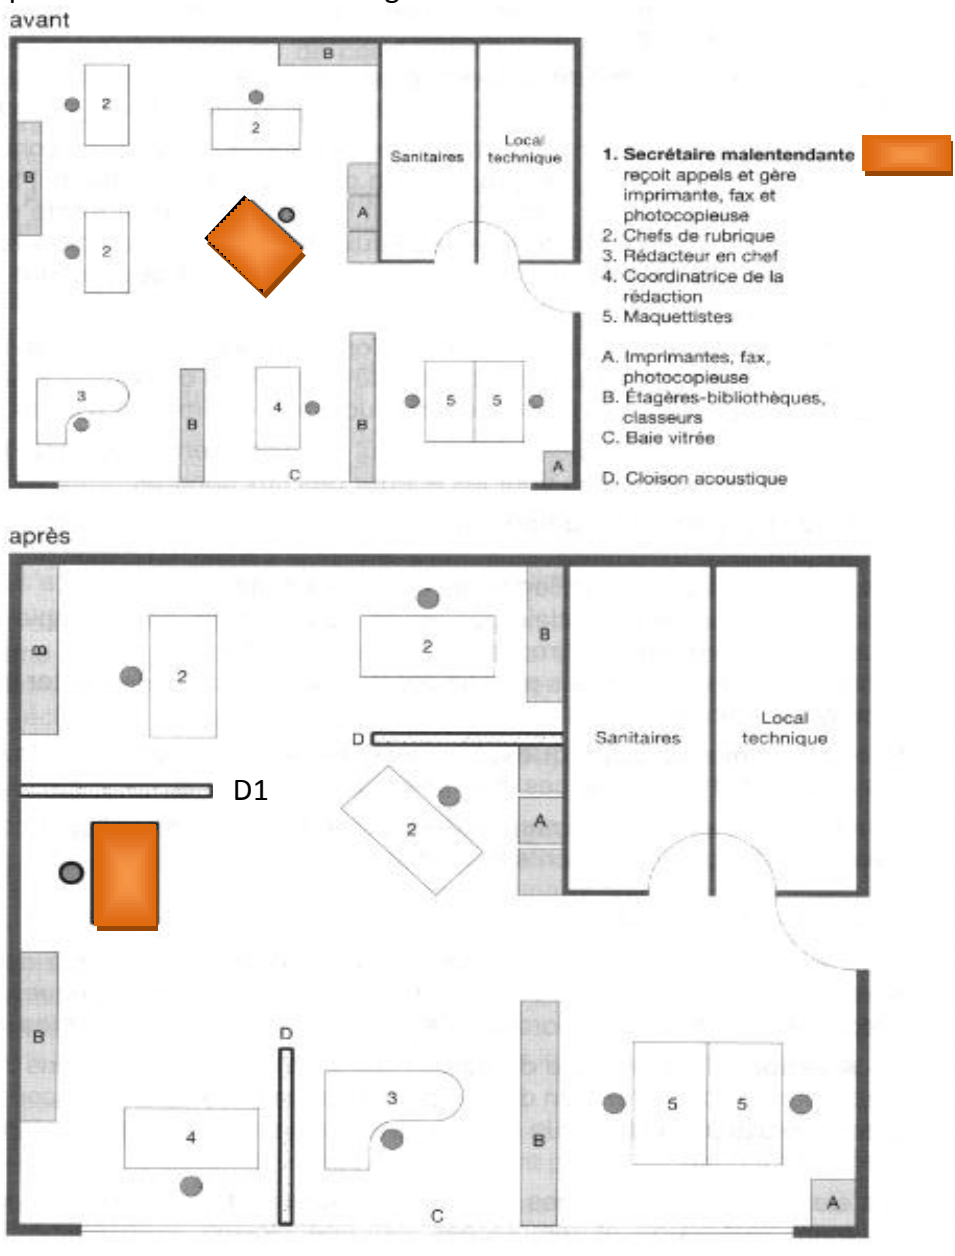 avant
B
2
2
Sanitaires
Local
technique
B
A
2
3
B
4
B
5
5
C
A
1. Secrétaire malentendante
reçoit appels et gère
imprimante, fax et
photocopieuse
2. Chefs de rubrique
3. Rédacteur en chef
4. Coordinatrice de la
rédaction
5. Maquettistes
A. Imprimantes, fax,
photocopieuse
B. Étagères-bibliothèques,
classeurs
C. Baie vitrée
D. Cloison acoustique
après
B
2
2
B
D
Sanitaires
Local
technique
D1
2
A
B
D
3
4
B
5
5
C
A